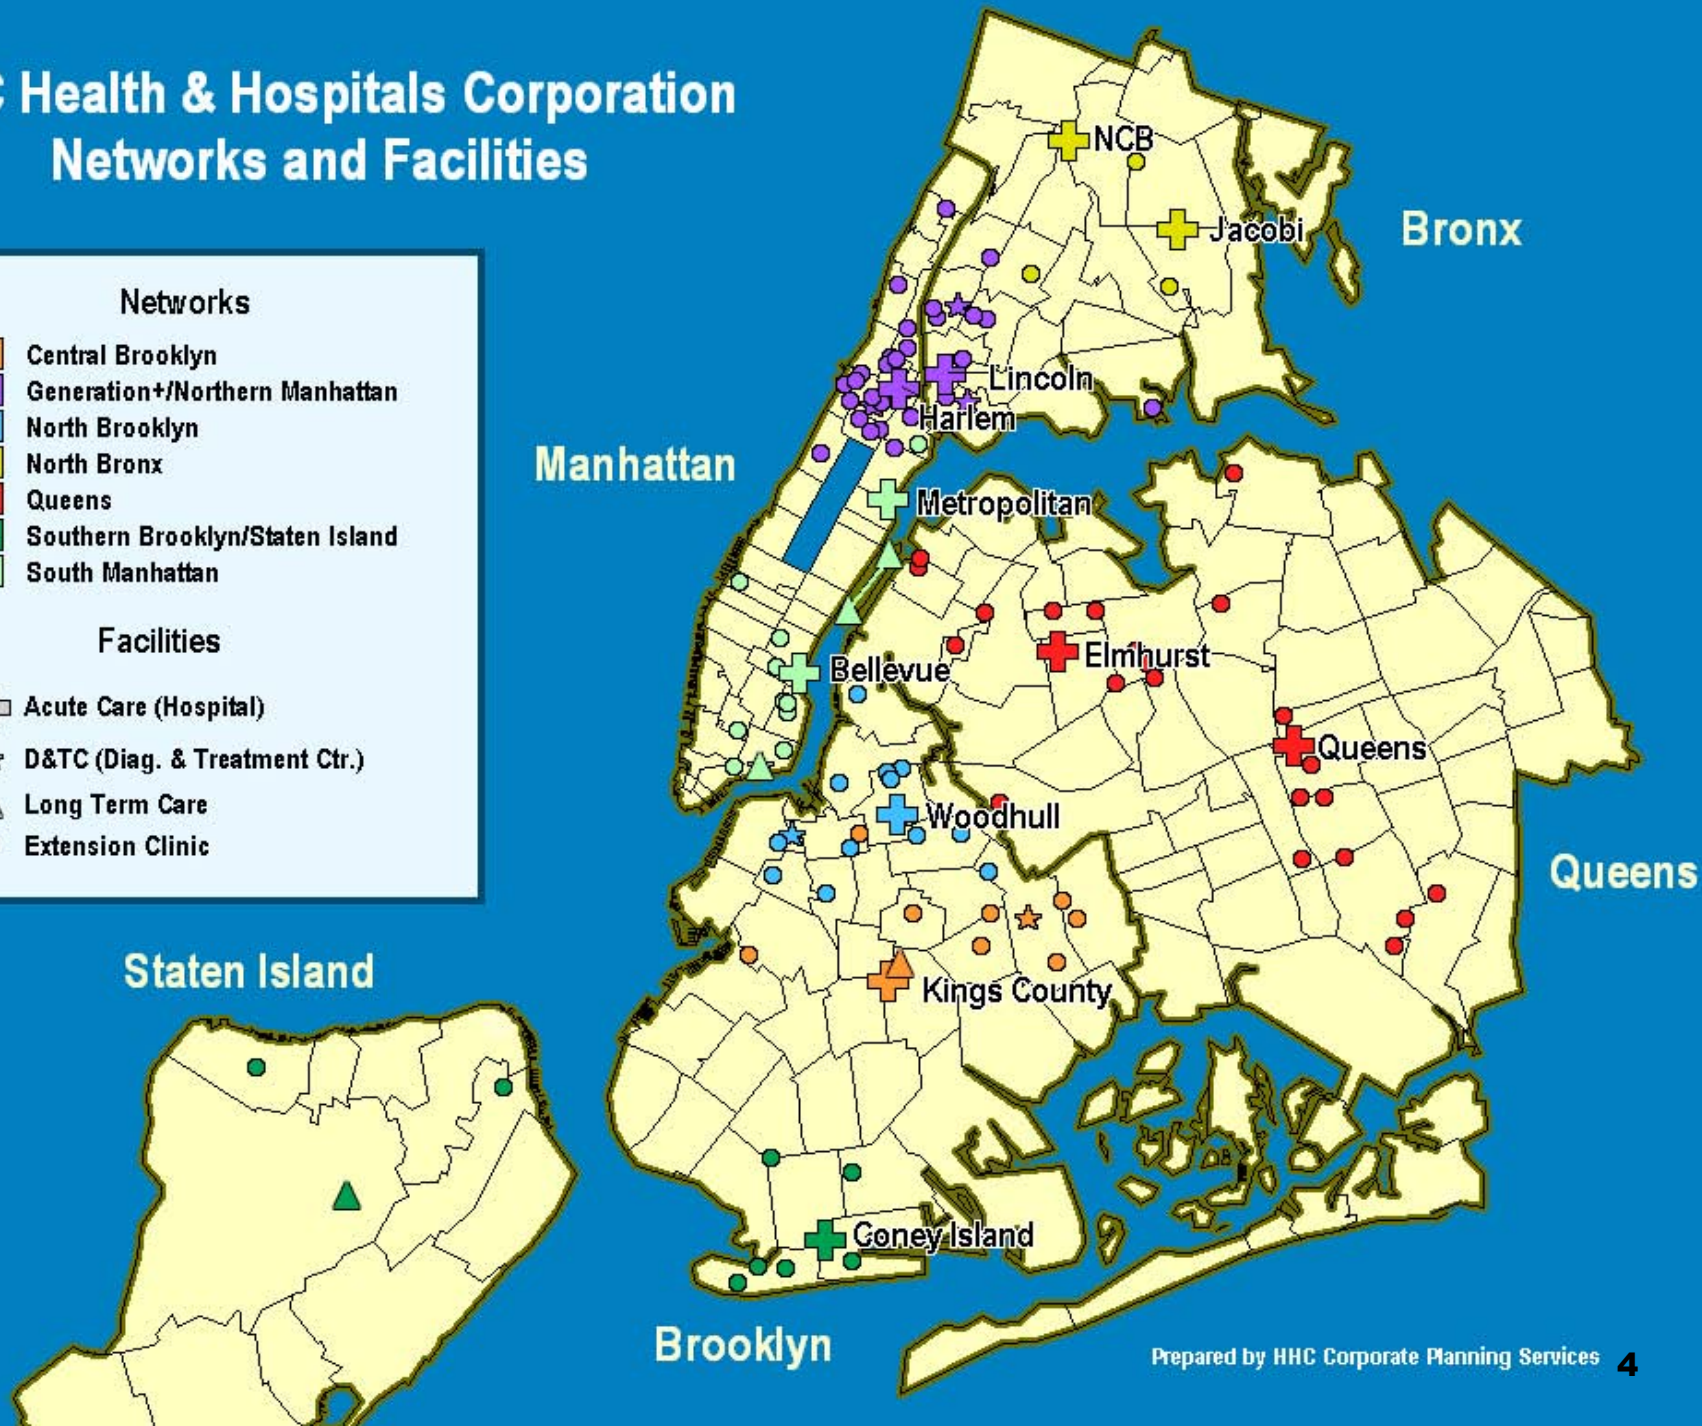 C Health & Hospitals Corporation
Networks and Facilities
Networks
Central Brooklyn
Generation+/Northern Manhattan
North Brooklyn
North Bronx
Queens
Southern Brooklyn/Staten Island
South Manhattan
Facilities
Acute Care (Hospital)
D&TC (Diag. & Treatment Ctr.)
Long Term Care
Extension Clinic
NCB
Jacobi
Bronx
Lincoln
Harlem
Manhattan
Metropolitan
Elmhurst
Bellevue
Queens
Woodhull
Queens
Staten Island
Kings County
Coney Island
Brooklyn
Prepared by HHC Corporate Planning Services 4